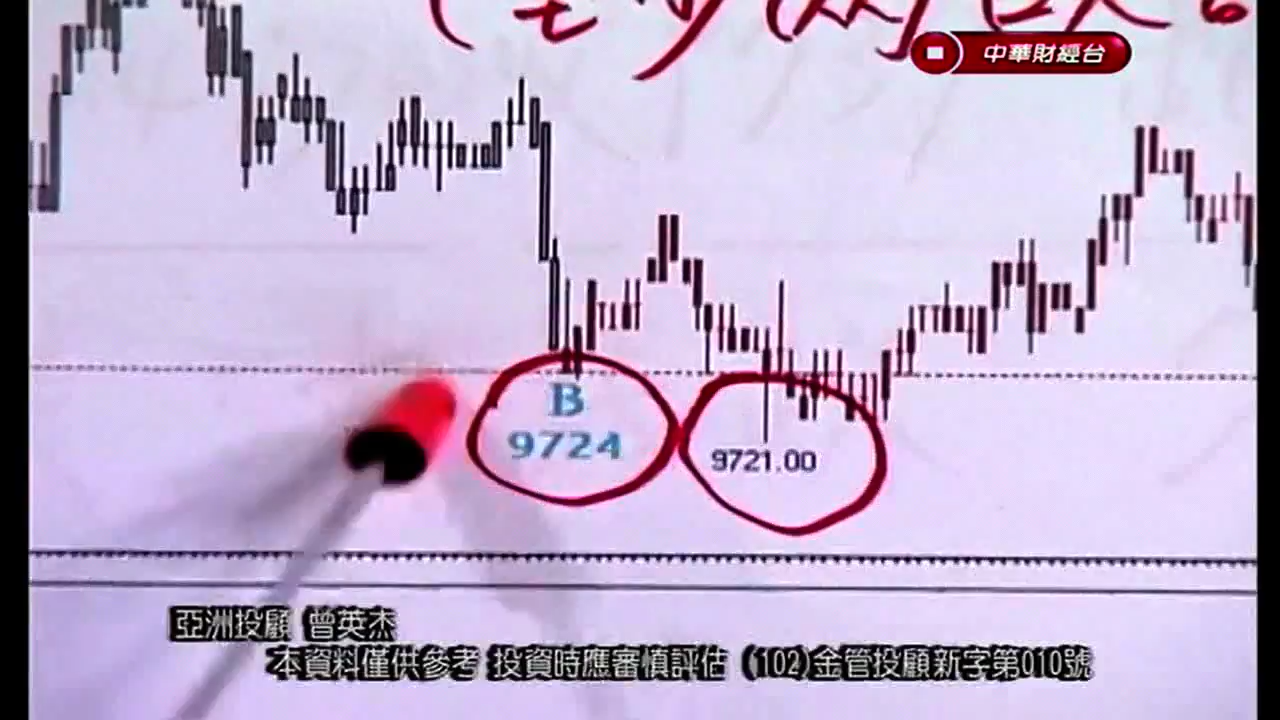 中華財經台
B
9724
9721.00
亞洲投顧 曾英杰
本資料僅供參考 投資時應審慎評估 (102)金管投顧新字第010號